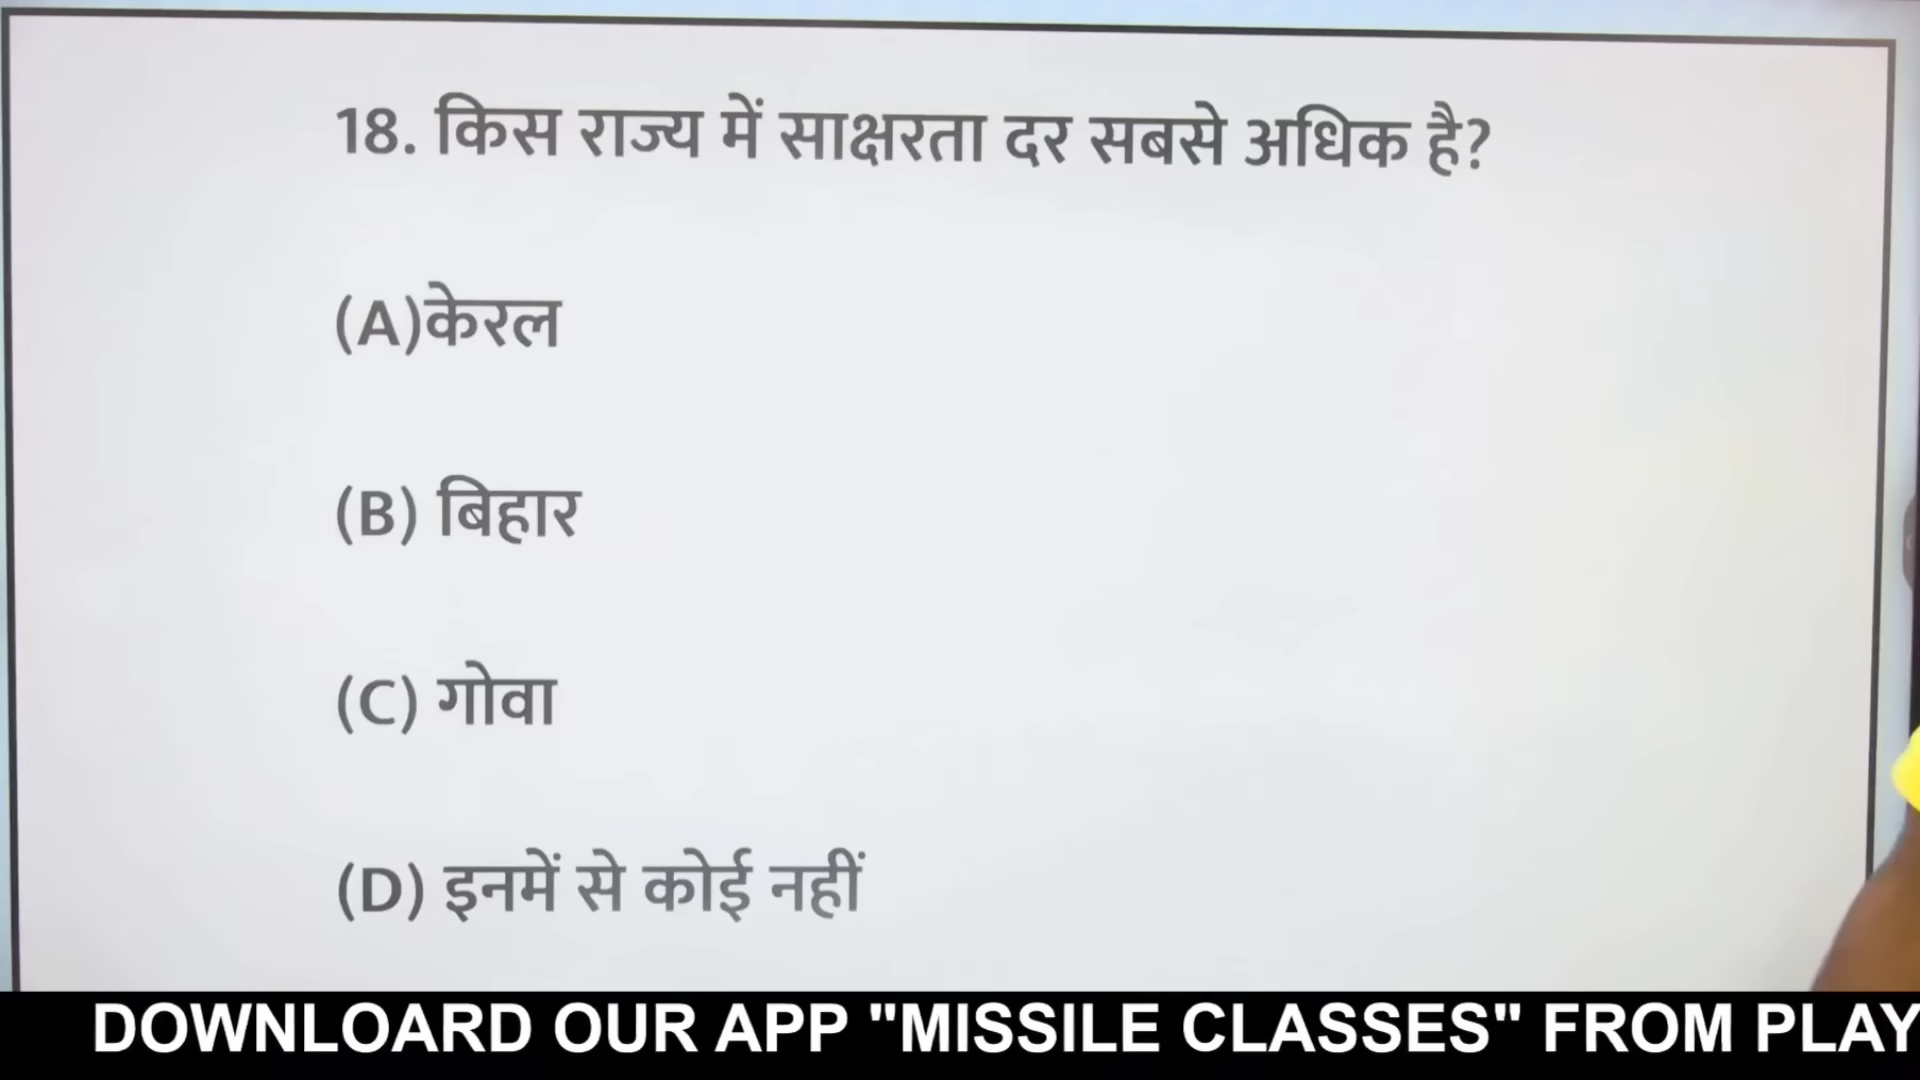 18. किस राज्य में साक्षरता दर सबसे अधिक है?
(A)केरल
(B) बिहार
(C) गोवा
(D) इनमें से कोई नहीं
DOWNLOARD OUR APP "MISSILE CLASSES" FROM PLAY